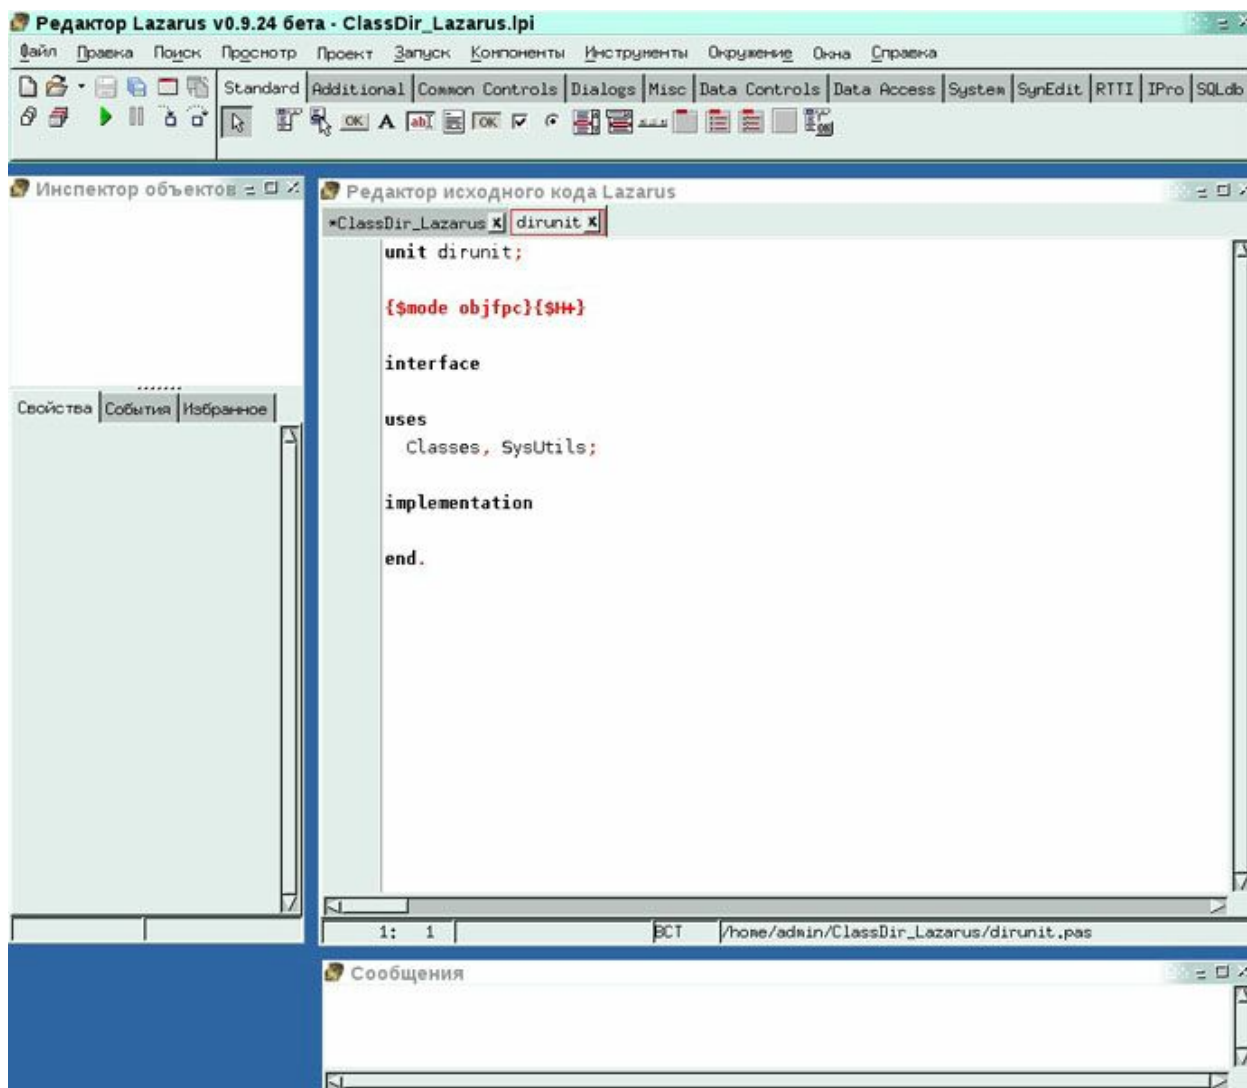 Редактор Lazarus v0.9.24 бета - ClassDir_Lazarus.lpi
Файл Правка Поиск Просмотр Проект Запуск Компоненты Инструменты Окружение Окна Справка
Standard Additional Common Controls Dialogs Misc Data Controls Data Access System SynEdit RTTI IPro SQLdb
OK A abI OK
Инспектор объектов
Свойства События Избранное
Редактор исходного кода Lazarus
*ClassDir_Lazarus dirunit
unit dirunit;
{$mode objfpc}{$H+}
interface
uses
Classes, SysUtils;
implementation
end.
1: 1 ВСТ /home/admin/ClassDir_Lazarus/dirunit.pas
Сообщения